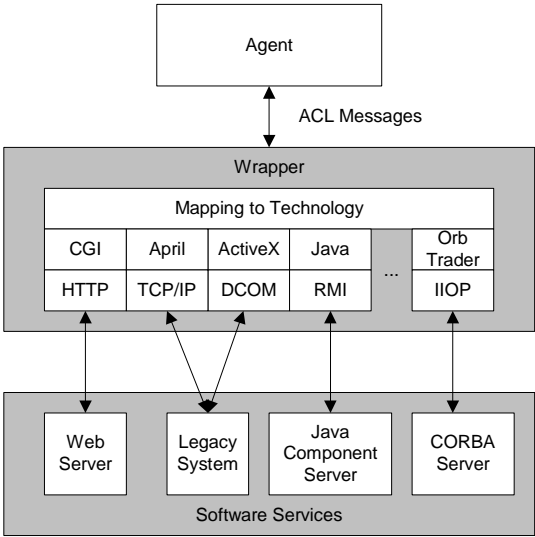 Agent
ACL Messages
Wrapper
Mapping to Technology
CGI April ActiveX Java Orb
Trader
HTTP TCP/IP DCOM RMI ... IIOP
Web
Server
Legacy
System
Java
Component
Server
CORBA
Server
Software Services